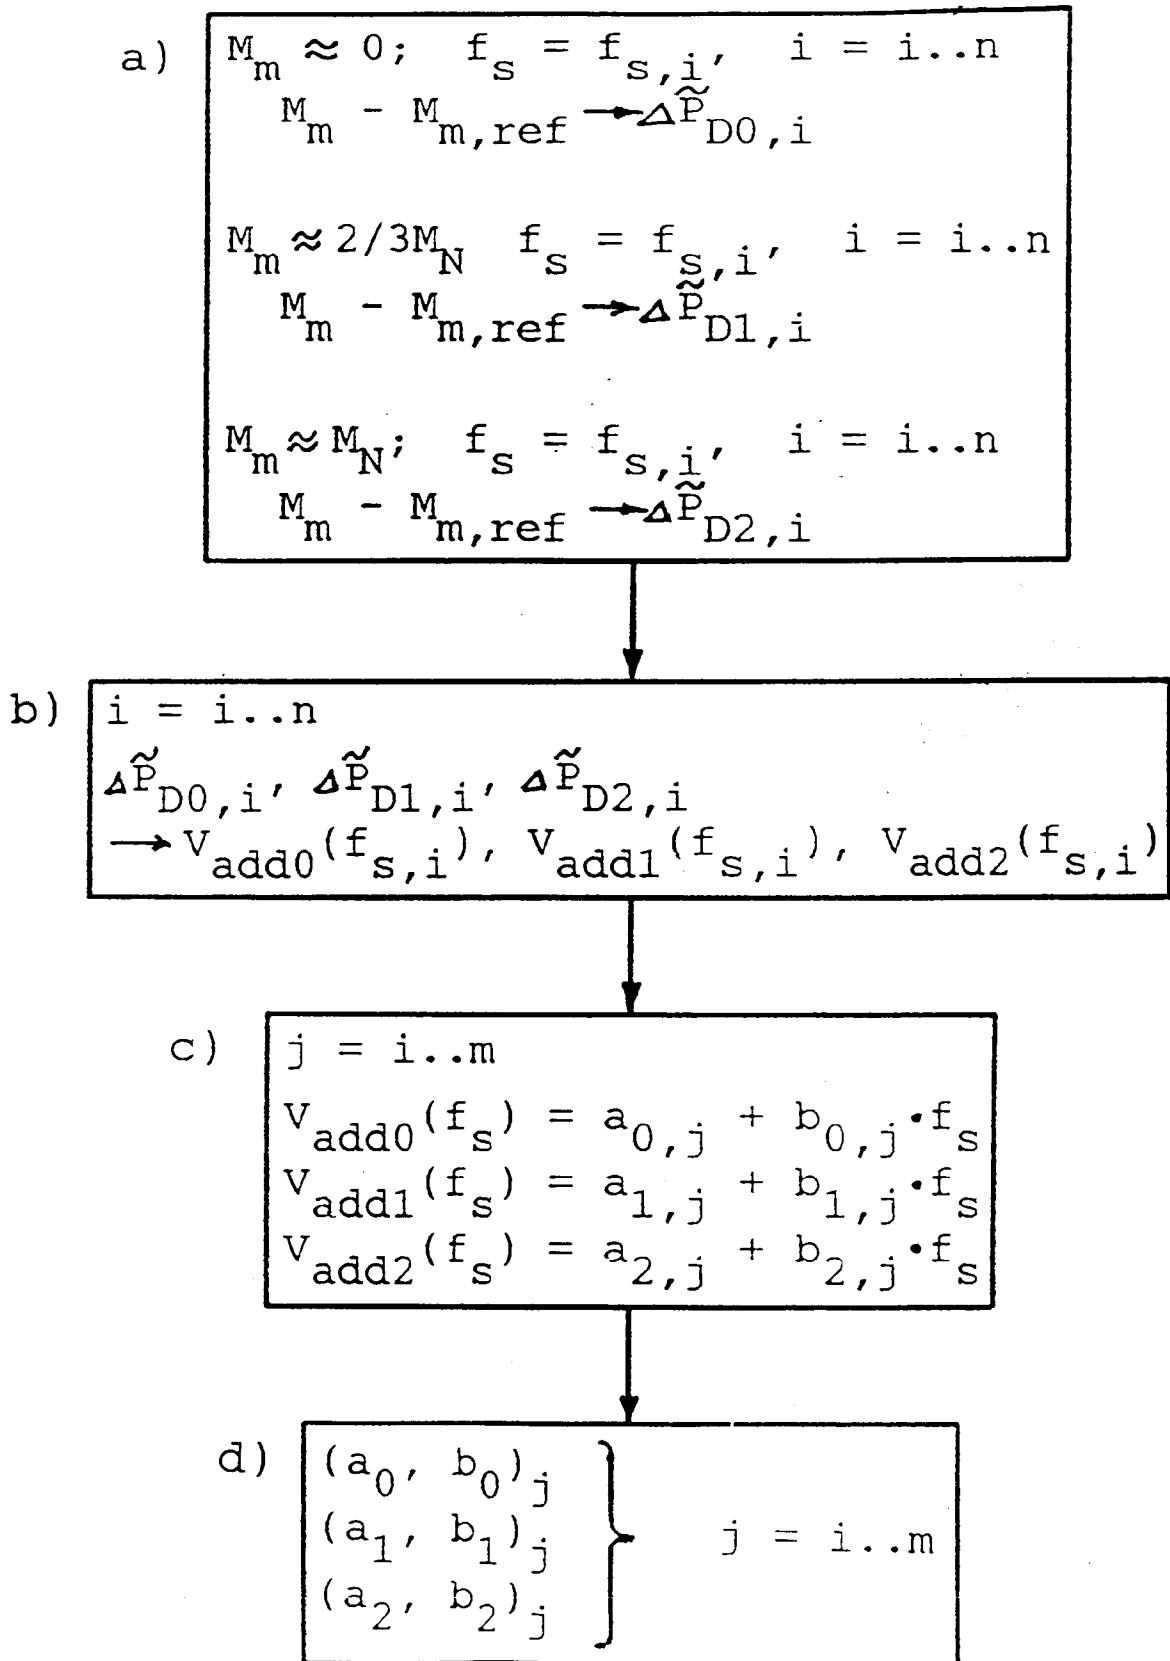 a)
M_m ≈ 0; f_s = f_s,i, i = i..n
M_m - M_m,ref → ΔP̃_D0,i
M_m ≈ 2/3M_N f_s = f_s,i, i = i..n
M_m - M_m,ref → ΔP̃_D1,i
M_m ≈ M_N; f_s = f_s,i, i = i..n
M_m - M_m,ref → ΔP̃_D2,i
b)
i = i..n
ΔP̃_D0,i, ΔP̃_D1,i, ΔP̃_D2,i
→ V_add0(f_s,i), V_add1(f_s,i), V_add2(f_s,i)
c)
j = i..m
V_add0(f_s) = a_0,j + b_0,j·f_s
V_add1(f_s) = a_1,j + b_1,j·f_s
V_add2(f_s) = a_2,j + b_2,j·f_s
d)
(a_0, b_0)_j
(a_1, b_1)_j } j = i..m
(a_2, b_2)_j